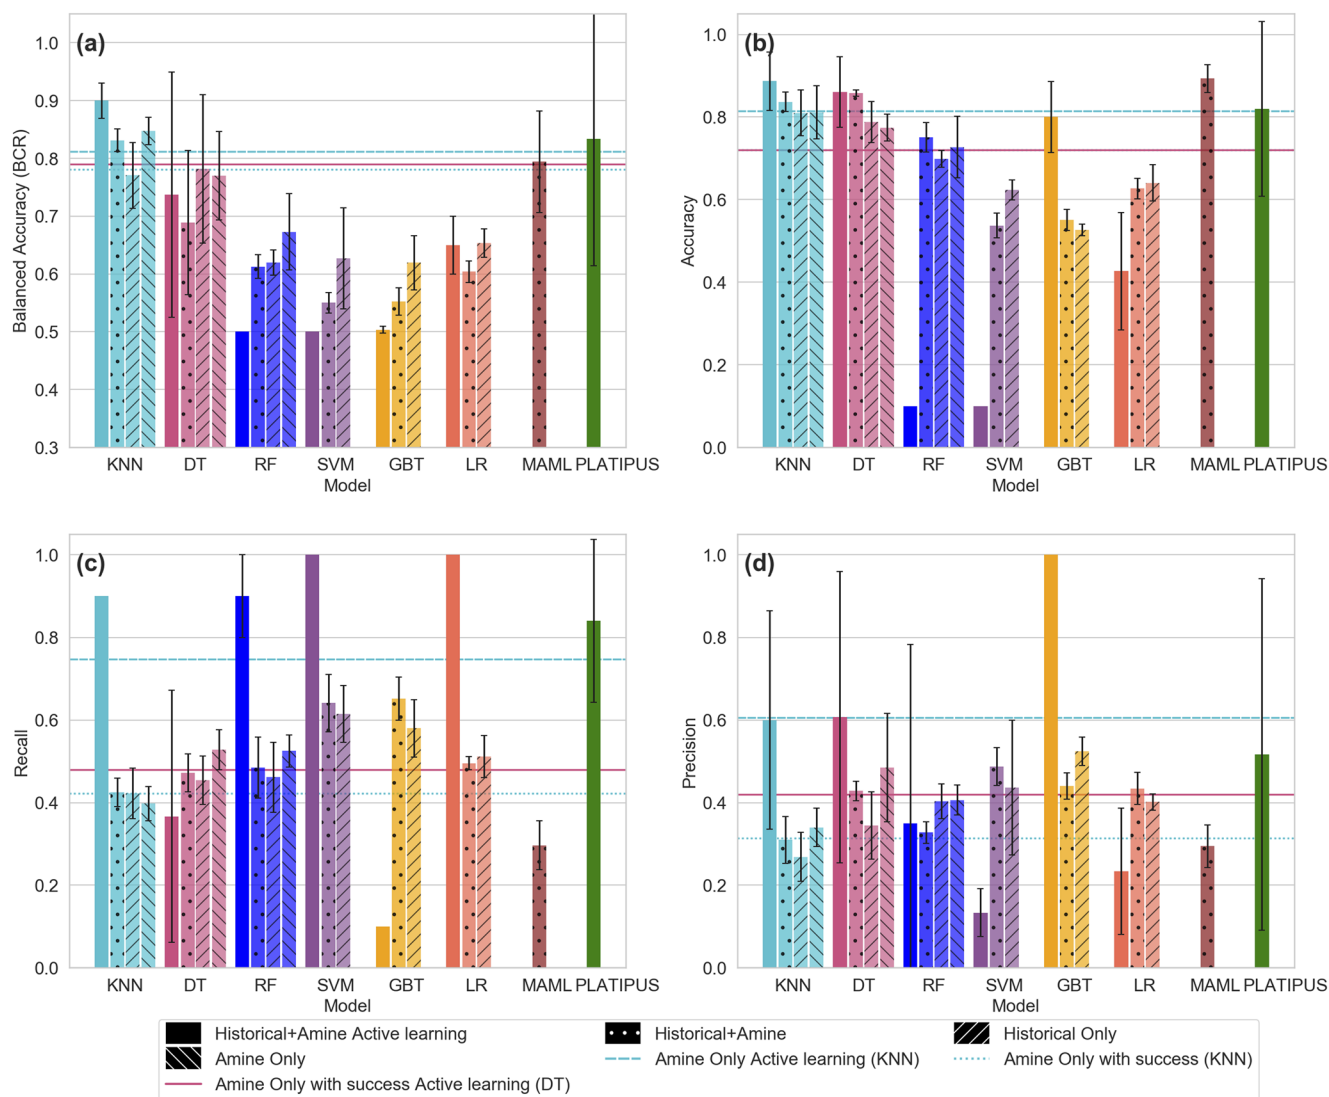 (a)
1.0
0.9
0.8
0.7
0.6
0.5
0.4
0.3
Balanced Accuracy (BCR)
KNN DT RF SVM GBT LR MAML PLATIPUS
Model
(b)
1.0
0.8
0.6
0.4
0.2
0.0
Accuracy
KNN DT RF SVM GBT LR MAML PLATIPUS
Model
(c)
1.0
0.8
0.6
0.4
0.2
0.0
Recall
KNN DT RF SVM GBT LR MAML PLATIPUS
Model
(d)
1.0
0.8
0.6
0.4
0.2
0.0
Precision
KNN DT RF SVM GBT LR MAML PLATIPUS
Model
Historical+Amine Active learning
Historical+Amine
Historical Only
Amine Only
Amine Only Active learning (KNN)
Amine Only with success (KNN)
Amine Only with success Active learning (DT)